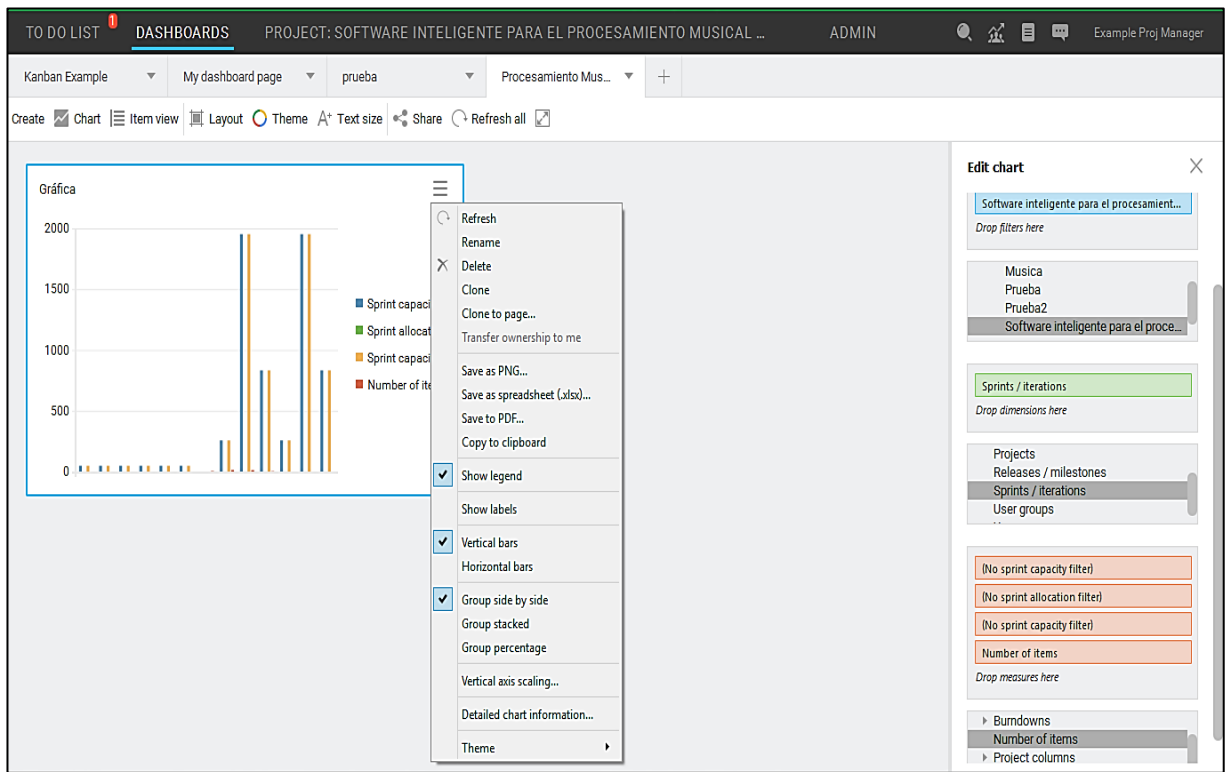 TO DO LIST 1 DASHBOARDS PROJECT: SOFTWARE INTELIGENTE PARA EL PROCESAMIENTO MUSICAL ... ADMIN Example Proj Manager
Kanban Example My dashboard page prueba Procesamiento Mus... +
Create Chart Item view Layout Theme A+ Text size Share Refresh all
Gráfica
2000
1500
1000
500
0
Sprint capaci
Sprint allocat
Sprint capaci
Number of ite
Refresh
Rename
Delete
Clone
Clone to page...
Transfer ownership to me
Save as PNG...
Save as spreadsheet (.xlsx)...
Save to PDF...
Copy to clipboard
Show legend
Show labels
Vertical bars
Horizontal bars
Group side by side
Group stacked
Group percentage
Vertical axis scaling...
Detailed chart information...
Theme
Edit chart
Software inteligente para el procesamient...
Drop filters here
Musica
Prueba
Prueba2
Software inteligente para el proce...
Sprints / iterations
Drop dimensions here
Projects
Releases / milestones
Sprints / iterations
User groups
(No sprint capacity filter)
(No sprint allocation filter)
(No sprint capacity filter)
Number of items
Drop measures here
Burndowns
Number of items
Project columns